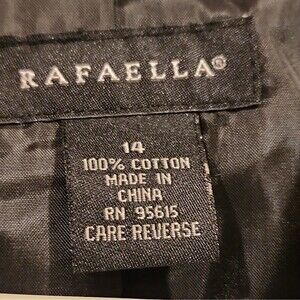 RAFAELLA®
14
100% COTTON
MADE IN
CHINA
RN 95615
CARE REVERSE